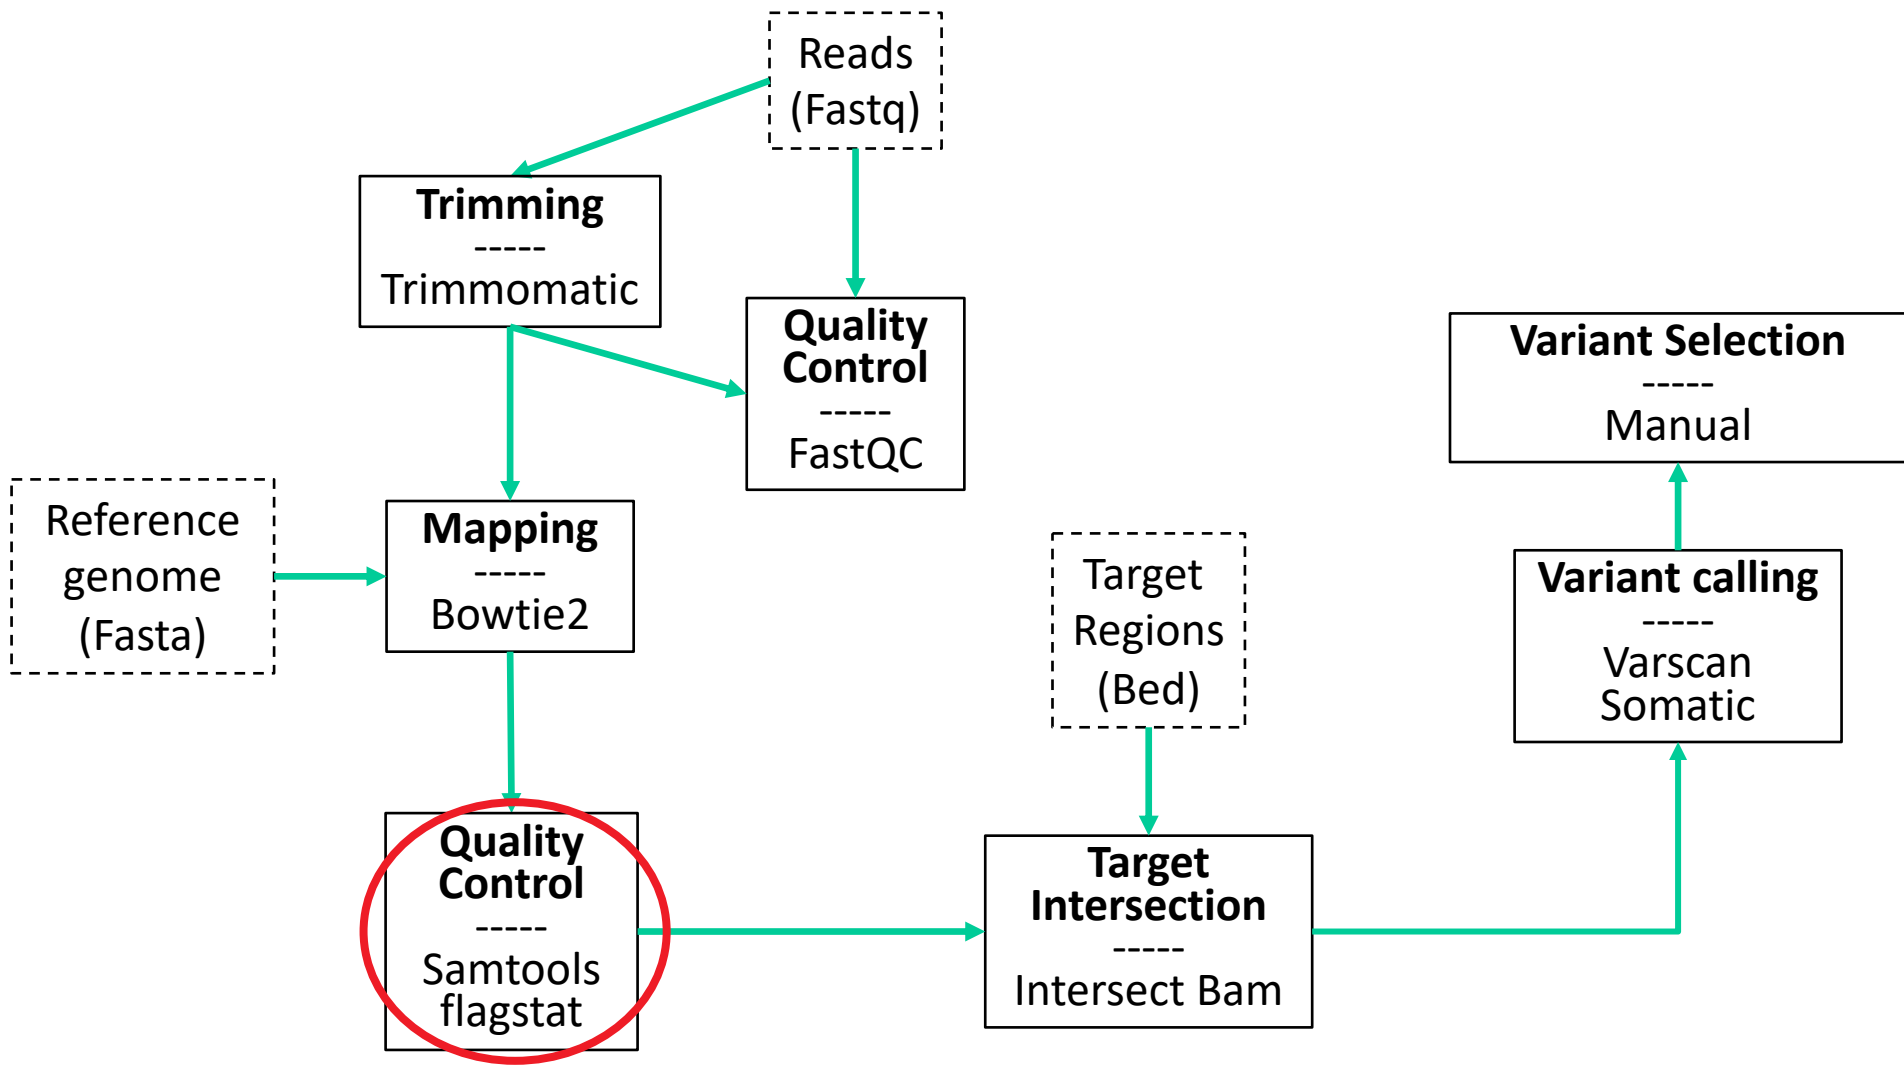 Reads
(Fastq)
Trimming
-----
Trimmomatic
Quality
Control
-----
FastQC
Variant Selection
-----
Manual
Reference
genome
(Fasta)
Mapping
-----
Bowtie2
Target
Regions
(Bed)
Variant calling
-----
Varscan
Somatic
Quality
Control
-----
Samtools
flagstat
Target
Intersection
-----
Intersect Bam